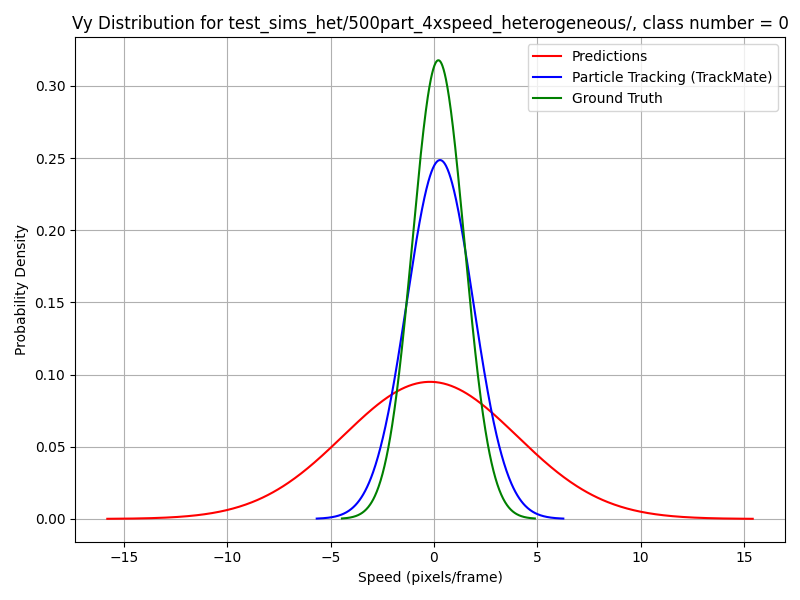 Vy Distribution for test_sims_het/500part_4xspeed_heterogeneous/, class number = 0
Predictions
Particle Tracking (TrackMate)
Ground Truth
0.30
0.25
0.20
0.15
0.10
0.05
0.00
Probability Density
−15
−10
−5
0
5
10
15
Speed (pixels/frame)